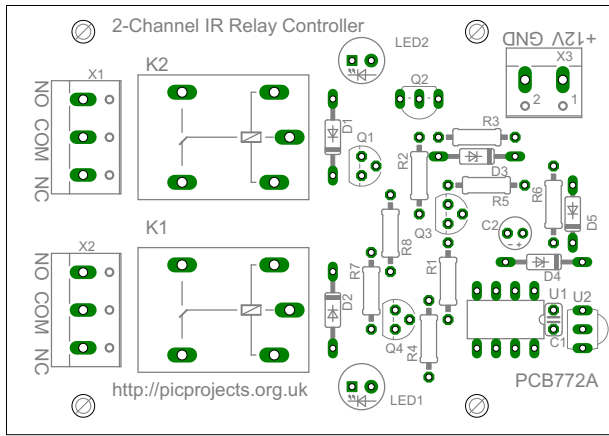 2-Channel IR Relay Controller
LED2
+12V GND
X3
2
1
X1
K2
NO COM NC
D1
Q1
Q2
R3
R2
D3
R5
R6
D5
Q3
C2
+
D4
X2
K1
NO COM NC
D2
R8
R7
R1
Q4
R4
U1
U2
C1
http://picprojects.org.uk
LED1
PCB772A